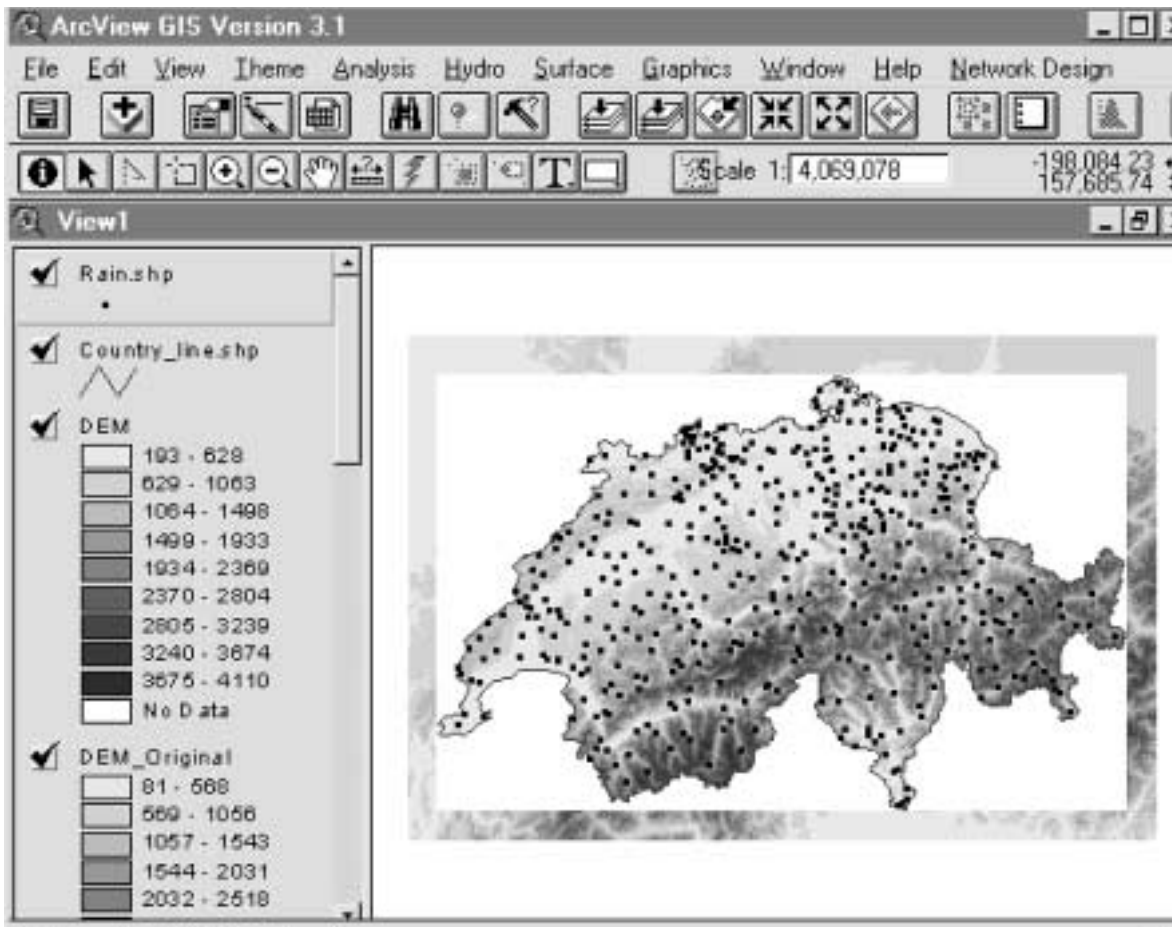 ArcView GIS Version 3.1
File Edit View Theme Analysis Hydro Surface Graphics Window Help Network Design
Scale 1: 4,069,078
-198,084.23
157,685.74
View1
Rain.shp
Country_line.shp
DEM
193 - 628
629 - 1063
1064 - 1498
1499 - 1933
1934 - 2369
2370 - 2804
2805 - 3239
3240 - 3674
3675 - 4110
No Data
DEM_Original
81 - 568
569 - 1056
1057 - 1543
1544 - 2031
2032 - 2518